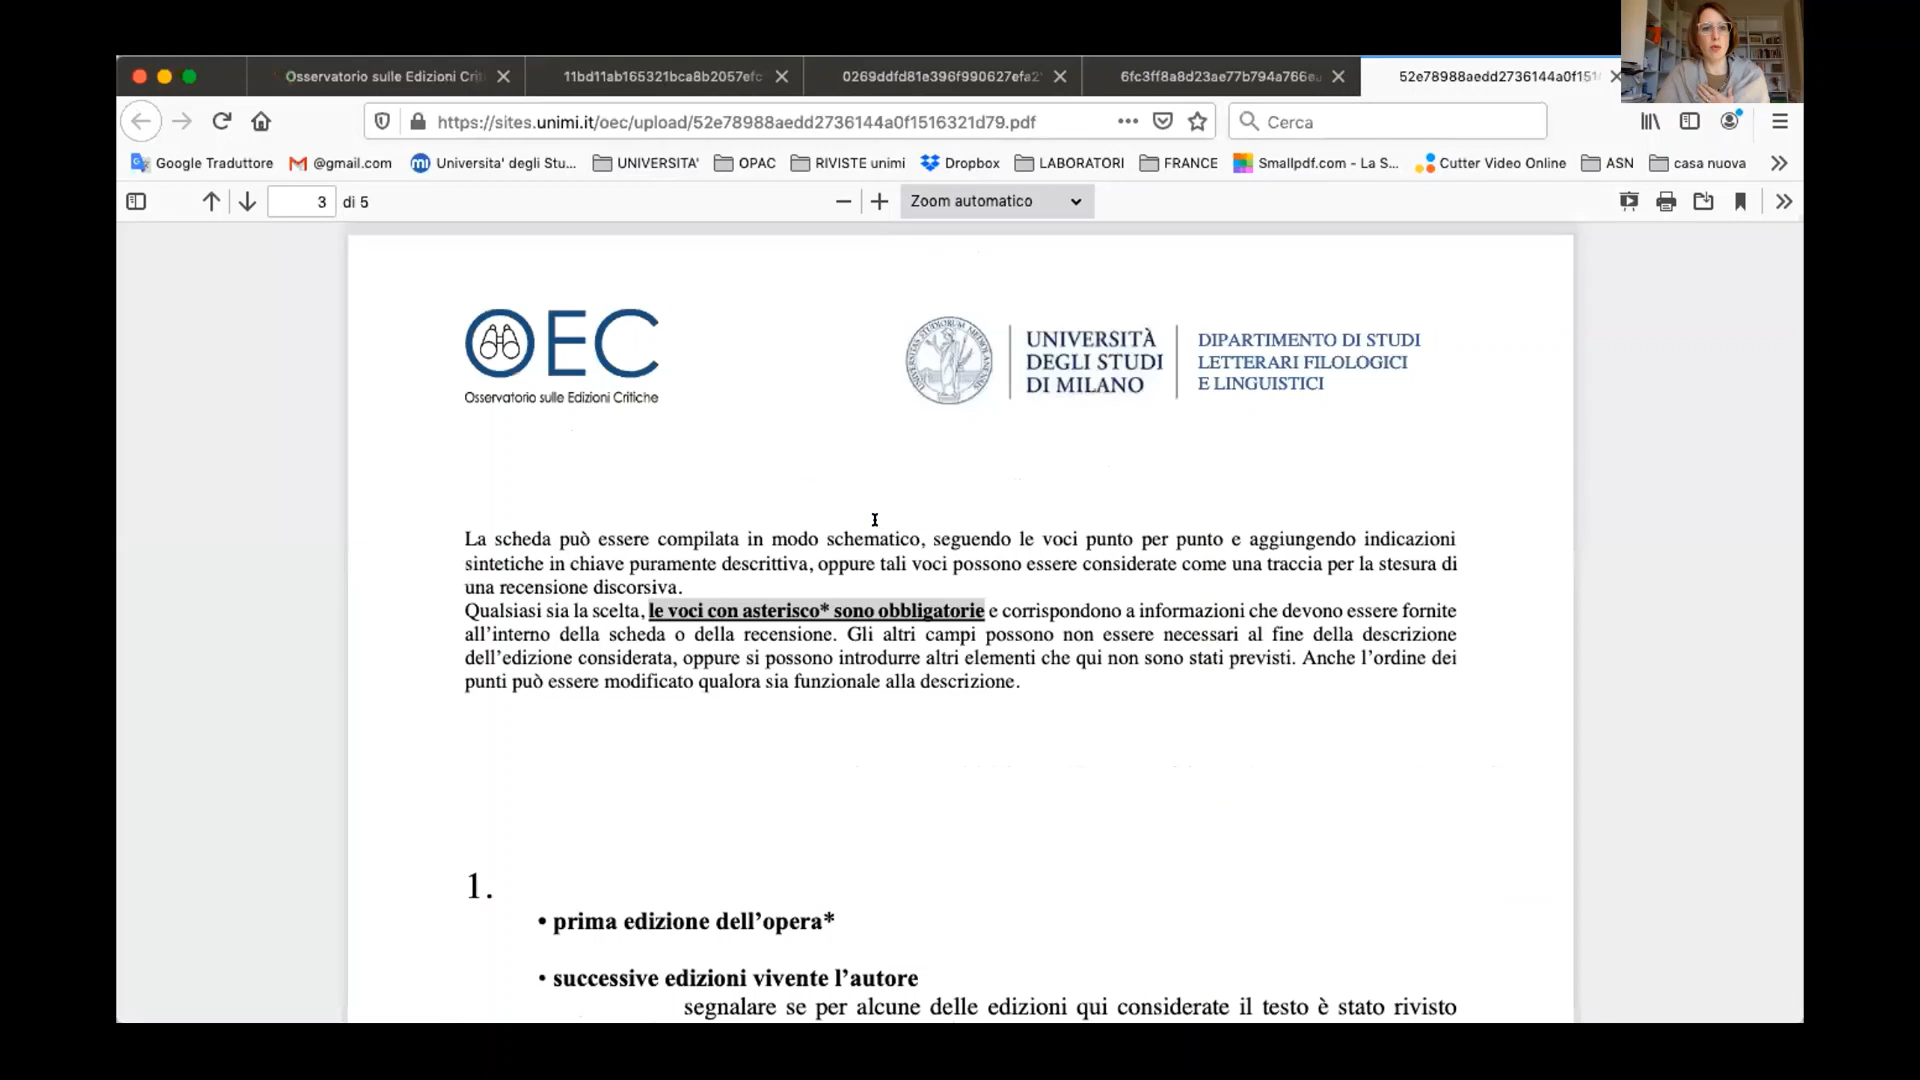 Osservatorio sulle Edizioni Crit
11bd11ab165321bca8b2057efc
0269ddfd81e396f990627efa2
6fc3ff8a8d23ae77b794a766e
52e78988aedd2736144a0f151
https://sites.unimi.it/oec/upload/52e78988aedd2736144a0f1516321d79.pdf
Cerca
Google Traduttore
@gmail.com
Universita' degli Stu...
UNIVERSITA'
OPAC
RIVISTE unimi
Dropbox
LABORATORI
FRANCE
Smallpdf.com - La S...
Cutter Video Online
ASN
casa nuova
3 di 5
Zoom automatico
OEC
Osservatorio sulle Edizioni Critiche
UNIVERSITÀ
DEGLI STUDI
DI MILANO
DIPARTIMENTO DI STUDI
LETTERARI FILOLOGICI
E LINGUISTICI
La scheda può essere compilata in modo schematico, seguendo le voci punto per punto e aggiungendo indicazioni
sintetiche in chiave puramente descrittiva, oppure tali voci possono essere considerate come una traccia per la stesura di
una recensione discorsiva.
Qualsiasi sia la scelta, le voci con asterisco* sono obbligatorie e corrispondono a informazioni che devono essere fornite
all’interno della scheda o della recensione. Gli altri campi possono non essere necessari al fine della descrizione
dell’edizione considerata, oppure si possono introdurre altri elementi che qui non sono stati previsti. Anche l’ordine dei
punti può essere modificato qualora sia funzionale alla descrizione.
1.
• prima edizione dell’opera*
• successive edizioni vivente l’autore
segnalare se per alcune delle edizioni qui considerate il testo è stato rivisto